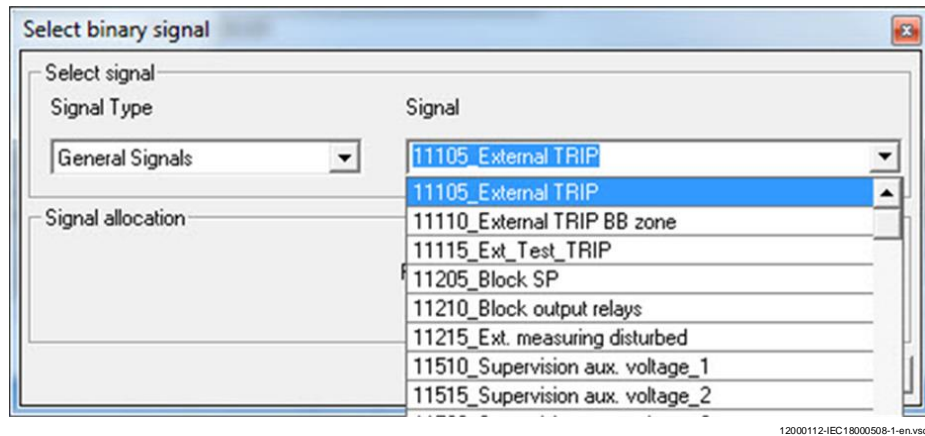 Select binary signal
Select signal
Signal Type
Signal
General Signals
11105_External TRIP
11105_External TRIP
11110_External TRIP BB zone
11115_Ext_Test_TRIP
Signal allocation
11205_Block SP
11210_Block output relays
11215_Ext. measuring disturbed
11510_Supervision aux. voltage_1
11515_Supervision aux. voltage_2
12000112-IEC18000508-1-en.vsd